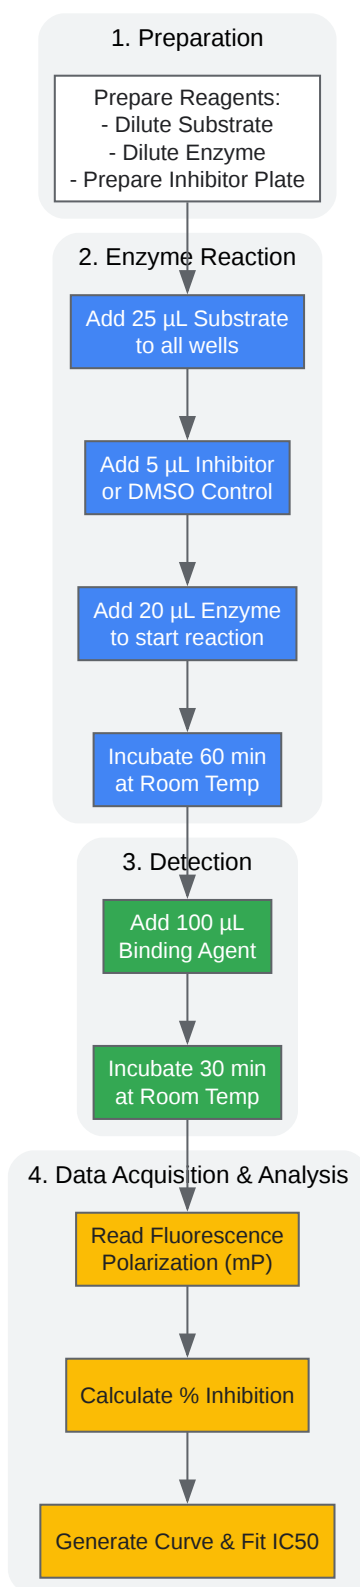 1. Preparation
Prepare Reagents:
- Dilute Substrate
- Dilute Enzyme
- Prepare Inhibitor Plate
2. Enzyme Reaction
Add 25 µL Substrate
to all wells
Add 5 µL Inhibitor
or DMSO Control
Add 20 µL Enzyme
to start reaction
Incubate 60 min
at Room Temp
3. Detection
Add 100 µL
Binding Agent
Incubate 30 min
at Room Temp
4. Data Acquisition & Analysis
Read Fluorescence
Polarization (mP)
Calculate % Inhibition
Generate Curve & Fit IC50